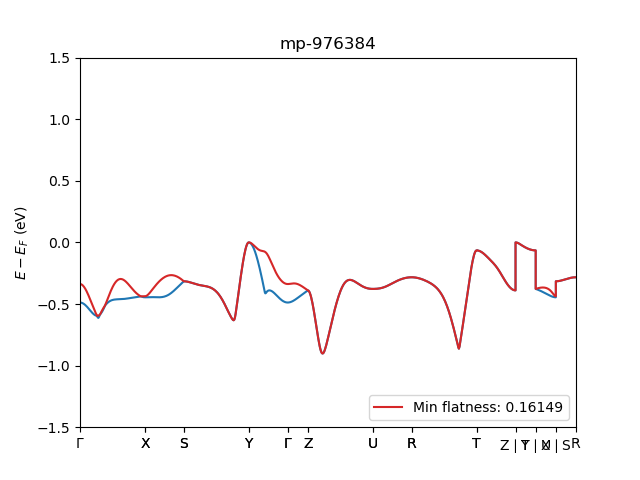 mp-976384
E − E_F (eV)
1.5
1.0
0.5
0.0
−0.5
−1.0
−1.5
Min flatness: 0.16149
Γ X S Y Γ Z U R T Z | Y | S R